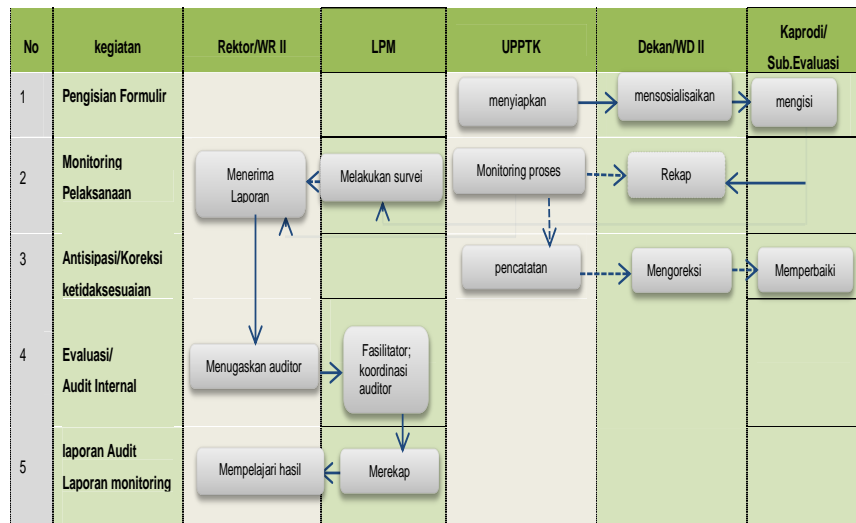 No
kegiatan
Rektor/WR II
LPM
UPPTK
Dekan/WD II
Kaprodi/
Sub.Evaluasi
1
Pengisian Formulir
menyiapkan
mensosialisaikan
mengisi
2
Monitoring
Pelaksanaan
Menerima
Laporan
Melakukan survei
Monitoring proses
Rekap
3
Antisipasi/Koreksi
ketidaksesuaian
pencatatan
Mengoreksi
Memperbaiki
4
Evaluasi/
Audit Internal
Menugaskan auditor
Fasilitator;
koordinasi
auditor
5
laporan Audit
Laporan monitoring
Mempelajari hasil
Merekap